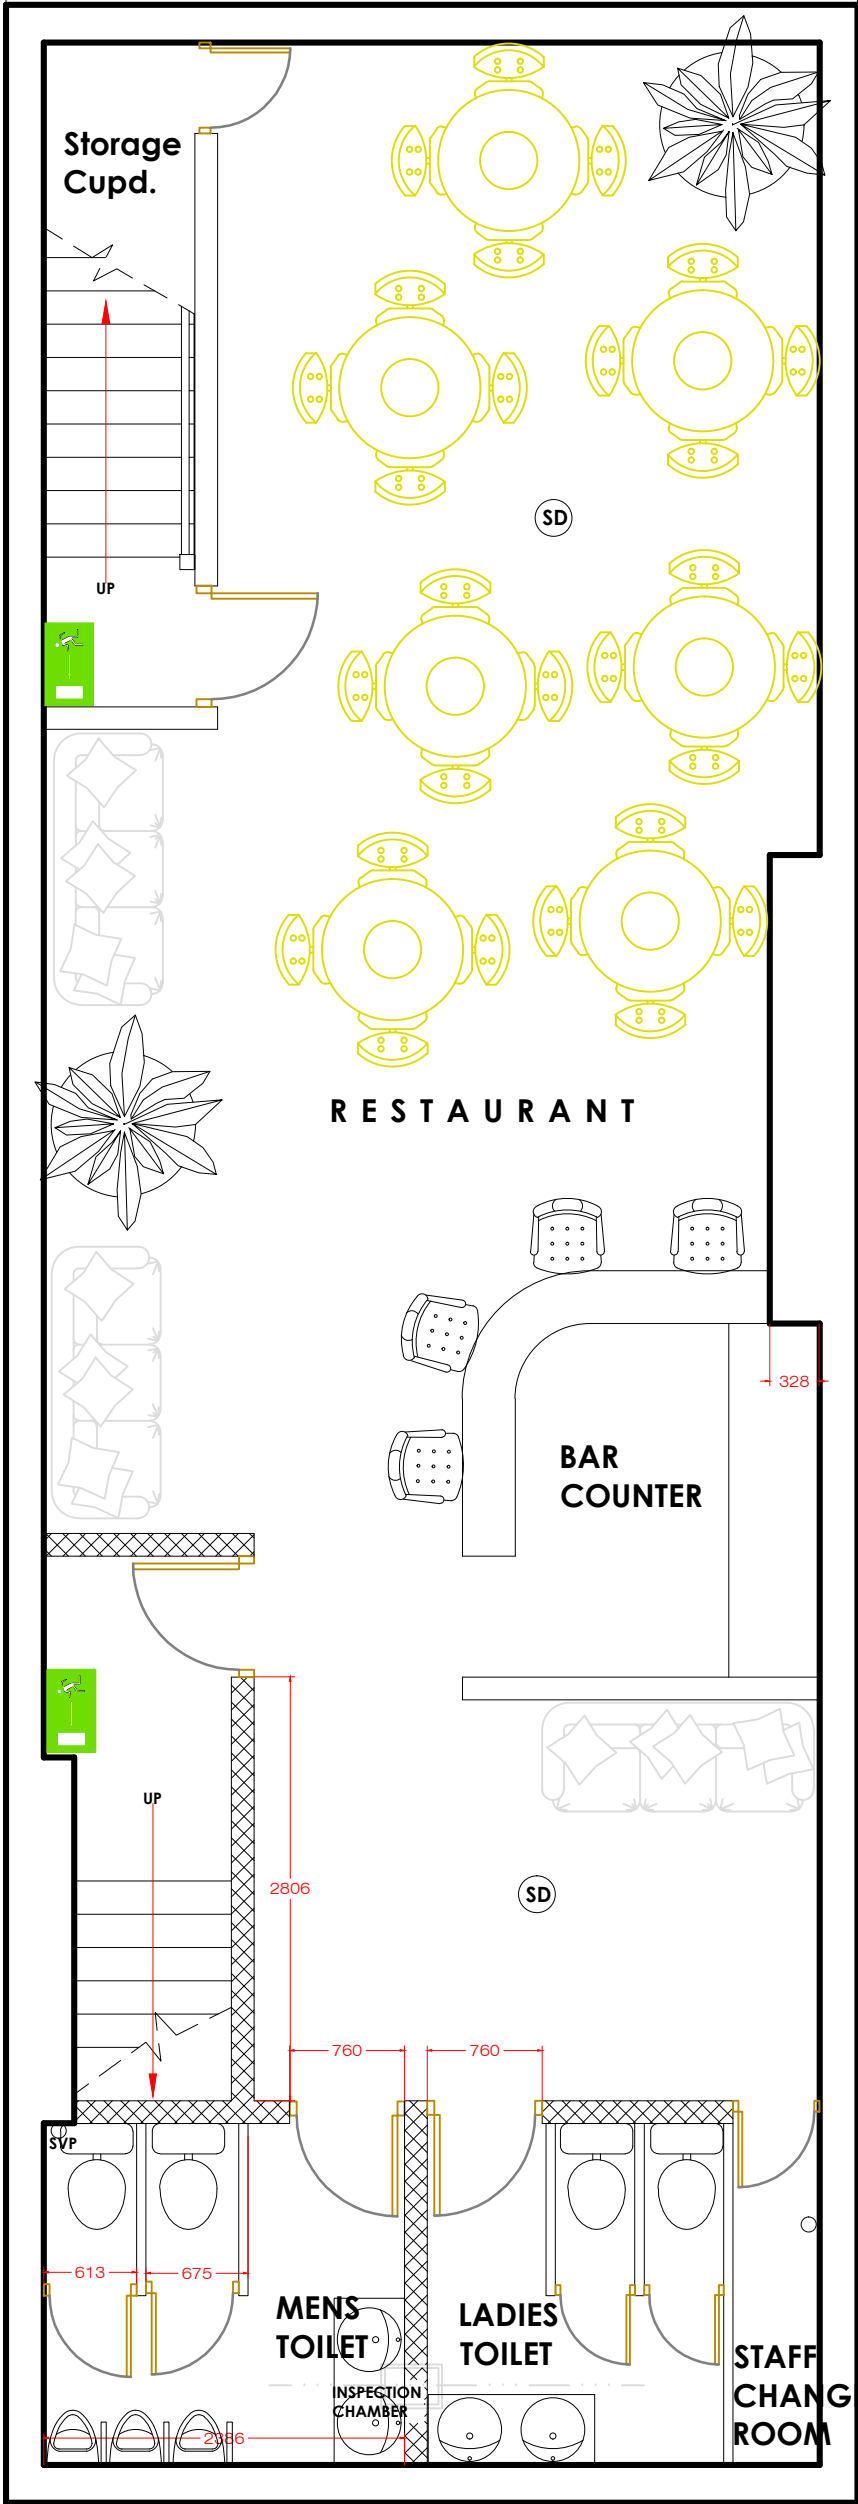 Storage
Cupd.
SD
UP
RESTAURANT
328
BAR
COUNTER
UP
2806
SD
760
760
SVP
613
675
MENS
TOILET
LADIES
TOILET
STAFF
CHANG
ROOM
INSPECTION
CHAMBER
2386